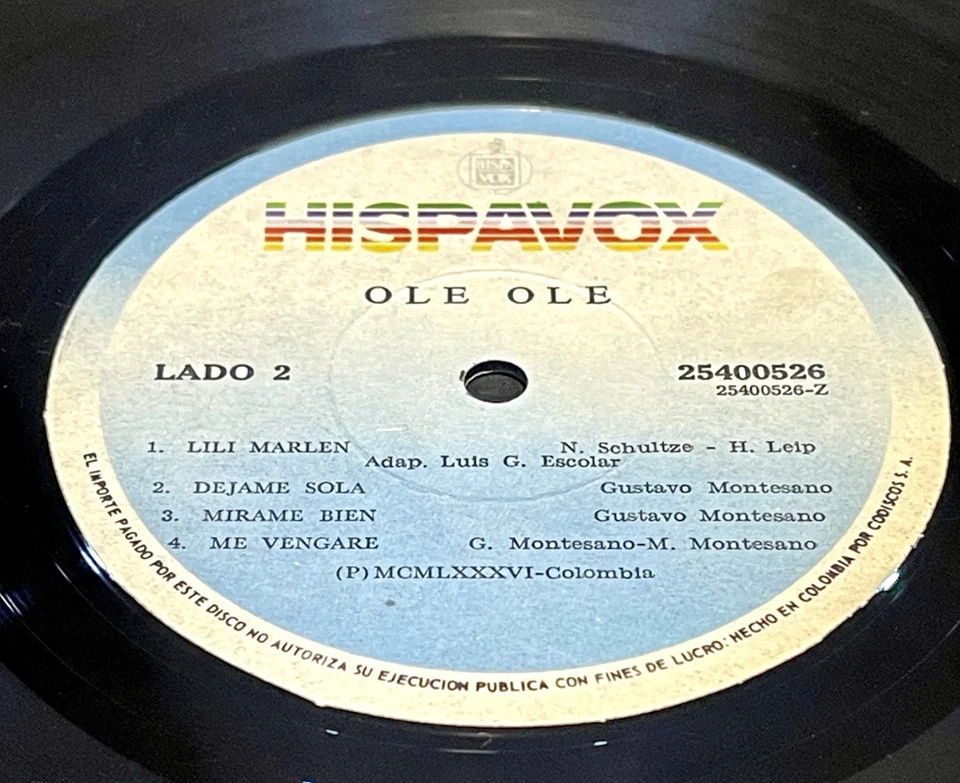 HISPAVOX
HISPAVOX
OLE OLE
LADO 2
25400526
25400526-Z
1. LILI MARLEN N. Schultze - H. Leip
Adap. Luis G. Escolar
2. DEJAME SOLA Gustavo Montesano
3. MIRAME BIEN Gustavo Montesano
4. ME VENGARE G. Montesano-M. Montesano
(P) MCMLXXXVI-Colombia
EL INPORTE PAGADO POR ESTE DISCO NO AUTORIZA SU EJECUCION PUBLICA CON FINES DE LUCRO: HECHO EN COLOMBIA POR CODISCOS S. A.